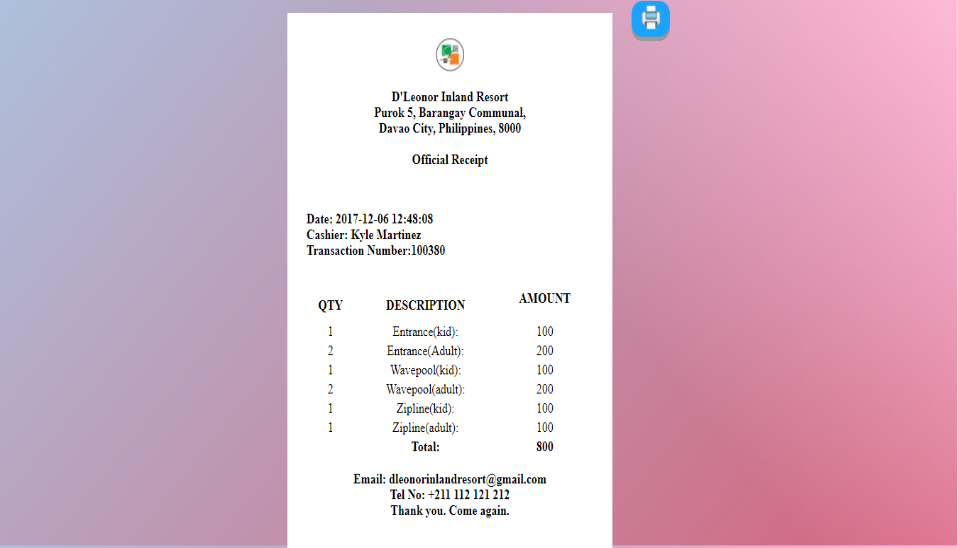 D'Leonor Inland Resort
Purok 5, Barangay Communal,
Davao City, Philippines, 8000
Official Receipt
Date: 2017-12-06 12:48:08
Cashier: Kyle Martinez
Transaction Number:100380
QTY DESCRIPTION AMOUNT
1 Entrance(kid): 100
2 Entrance(Adult): 200
1 Wavepool(kid): 100
2 Wavepool(adult): 200
1 Zipline(kid): 100
1 Zipline(adult): 100
Total: 800
Email: dleonorinlandresort@gmail.com
Tel No: +211 112 121 212
Thank you. Come again.